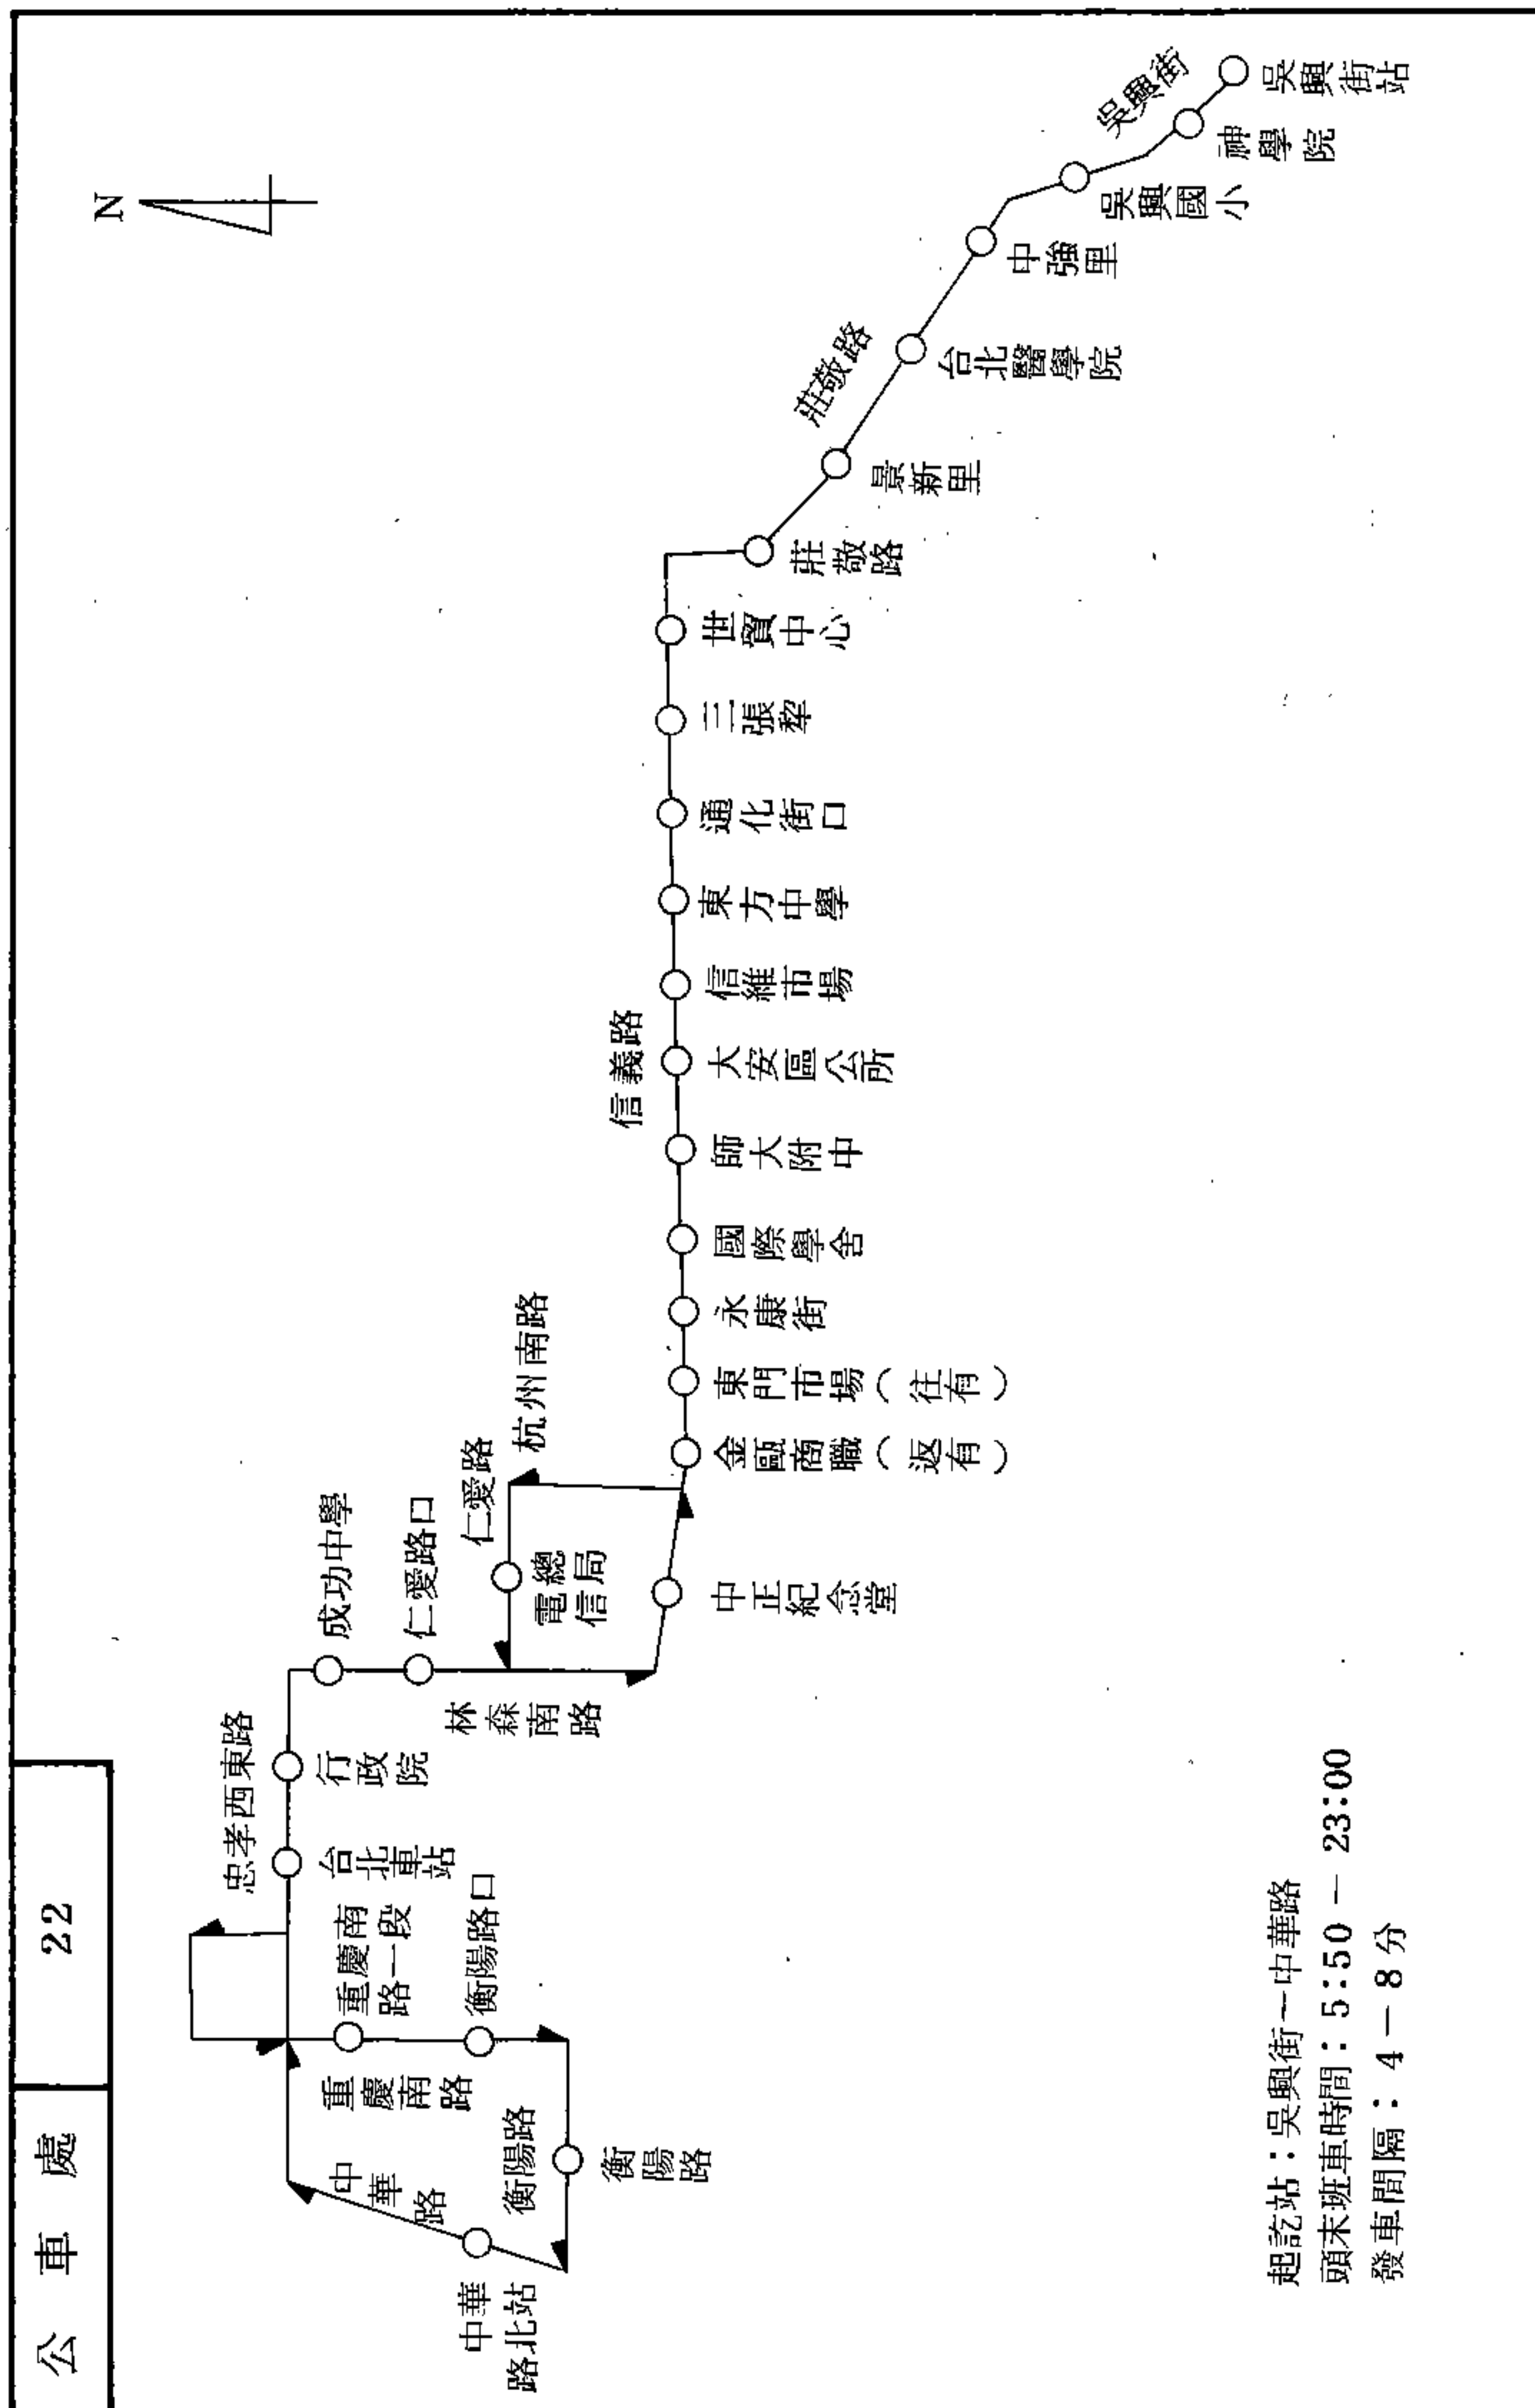 公車處
22
N
忠孝西東路
台北車站
行政院
成功中學
仁愛路口
林森南路
仁愛路
杭州南路
電信總局
中正紀念堂
重慶南路一段
衡陽路口
重慶南路
衡陽路
衡陽路
中華路
中華路北站
金甌商職（返有）
東門市場（往有）
永康街
國際學舍
師大附中
信義路
大安區公所
信維市場
東方中學
通化街口
三張犂
世貿中心
莊敬路
景新里
莊敬路
台北醫學院
中強里
吳興國小
吳興街
神學院
吳興街站
起訖站：吳興街－中華路
頭末班車時間：5:50－23:00
發車間隔：4－8分